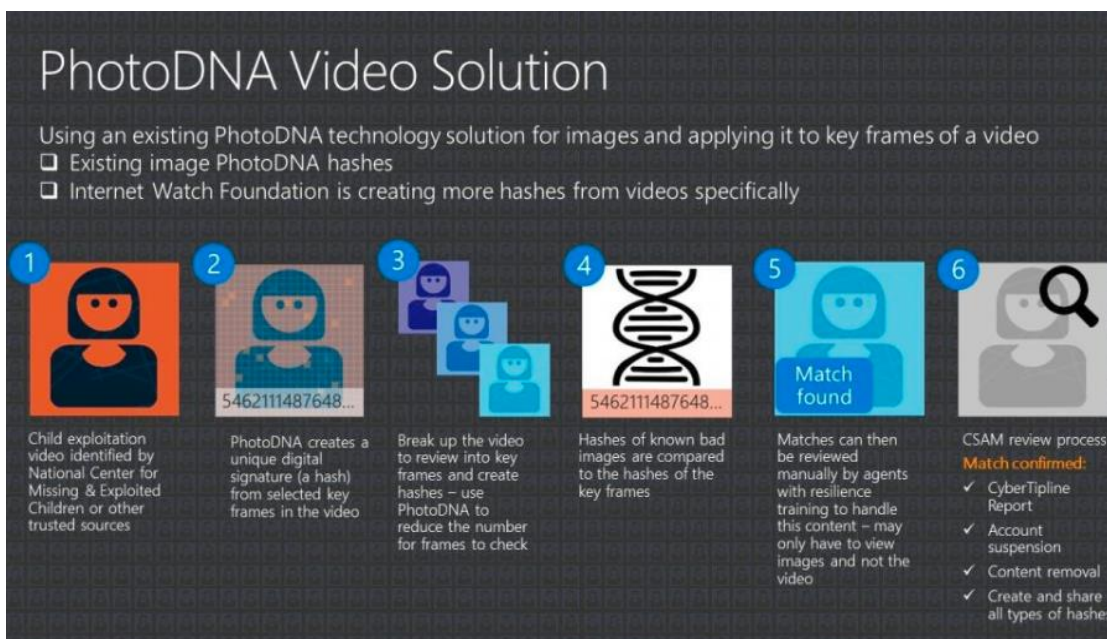 PhotoDNA Video Solution
Using an existing PhotoDNA technology solution for images and applying it to key frames of a video
❑ Existing image PhotoDNA hashes
❑ Internet Watch Foundation is creating more hashes from videos specifically
1
Child exploitation
video identified by
National Center for
Missing & Exploited
Children or other
trusted sources
2
5462111487648...
PhotoDNA creates a
unique digital
signature (a hash)
from selected key
frames in the video
3
Break up the video
to review into key
frames and create
hashes – use
PhotoDNA to
reduce the number
for frames to check
4
5462111487648...
Hashes of known bad
images are compared
to the hashes of the
key frames
5
Match
found
Matches can then
be reviewed
manually by agents
with resilience
training to handle
this content – may
only have to view
images and not the
video
6
CSAM review process
Match confirmed:
✓ CyberTipline
Report
✓ Account
suspension
✓ Content removal
✓ Create and share
all types of hashes